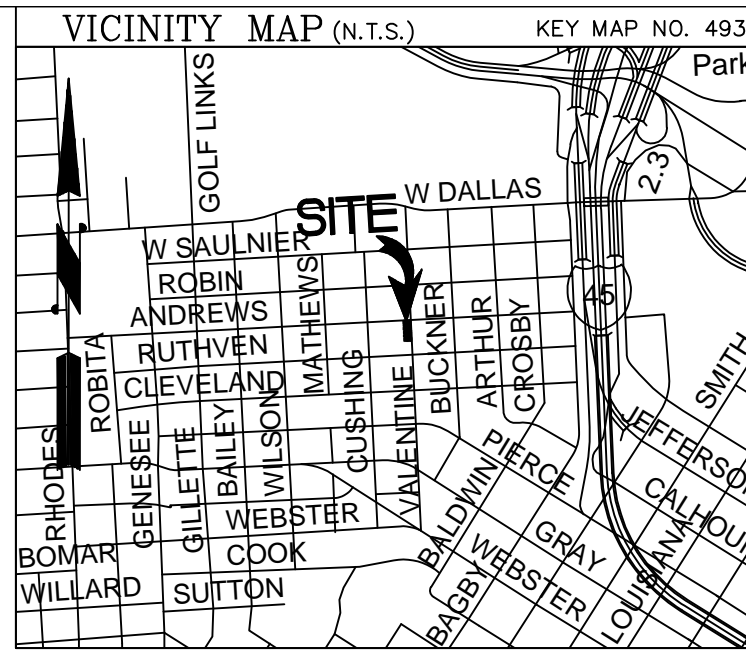 VICINITY MAP (N.T.S.) KEY MAP NO. 493
Park
GOLF LINKS
2.3
W DALLAS
SITE
W SAULNIER
ROBIN
MATHEWS
ANDREWS
45
BUCKNER
ARTHUR
CROSBY
ROBITA
RUTHVEN
CLEVELAND
SMITH
CUSHING
VALENTINE
JEFFERSO
RHODES
GENESEE
GILLETTE
BAILEY
WILSON
PIERCE
BALDWIN
CALHOU
WEBSTER
GRAY
LOUISIANA
BOMAR
COOK
WEBSTER
WILLARD
SUTTON
BAGBY